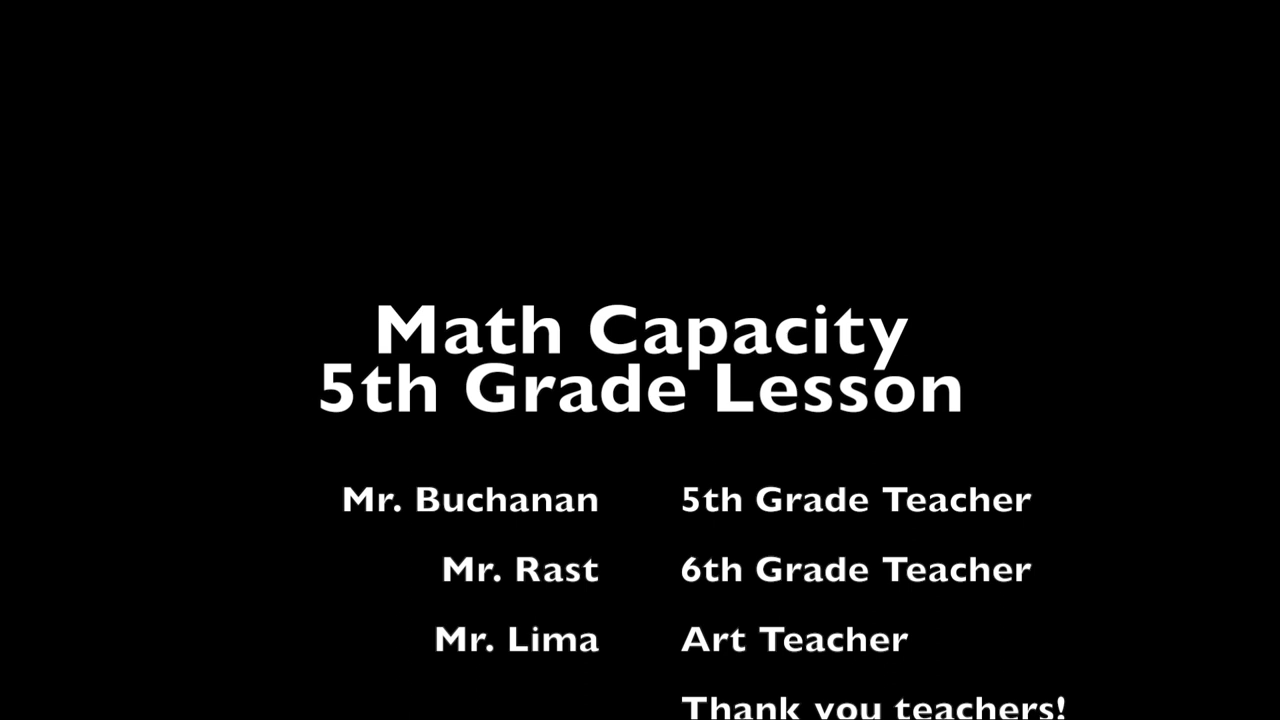 Math Capacity
5th Grade Lesson
Mr. Buchanan 5th Grade Teacher
Mr. Rast 6th Grade Teacher
Mr. Lima Art Teacher
Thank you teachers!